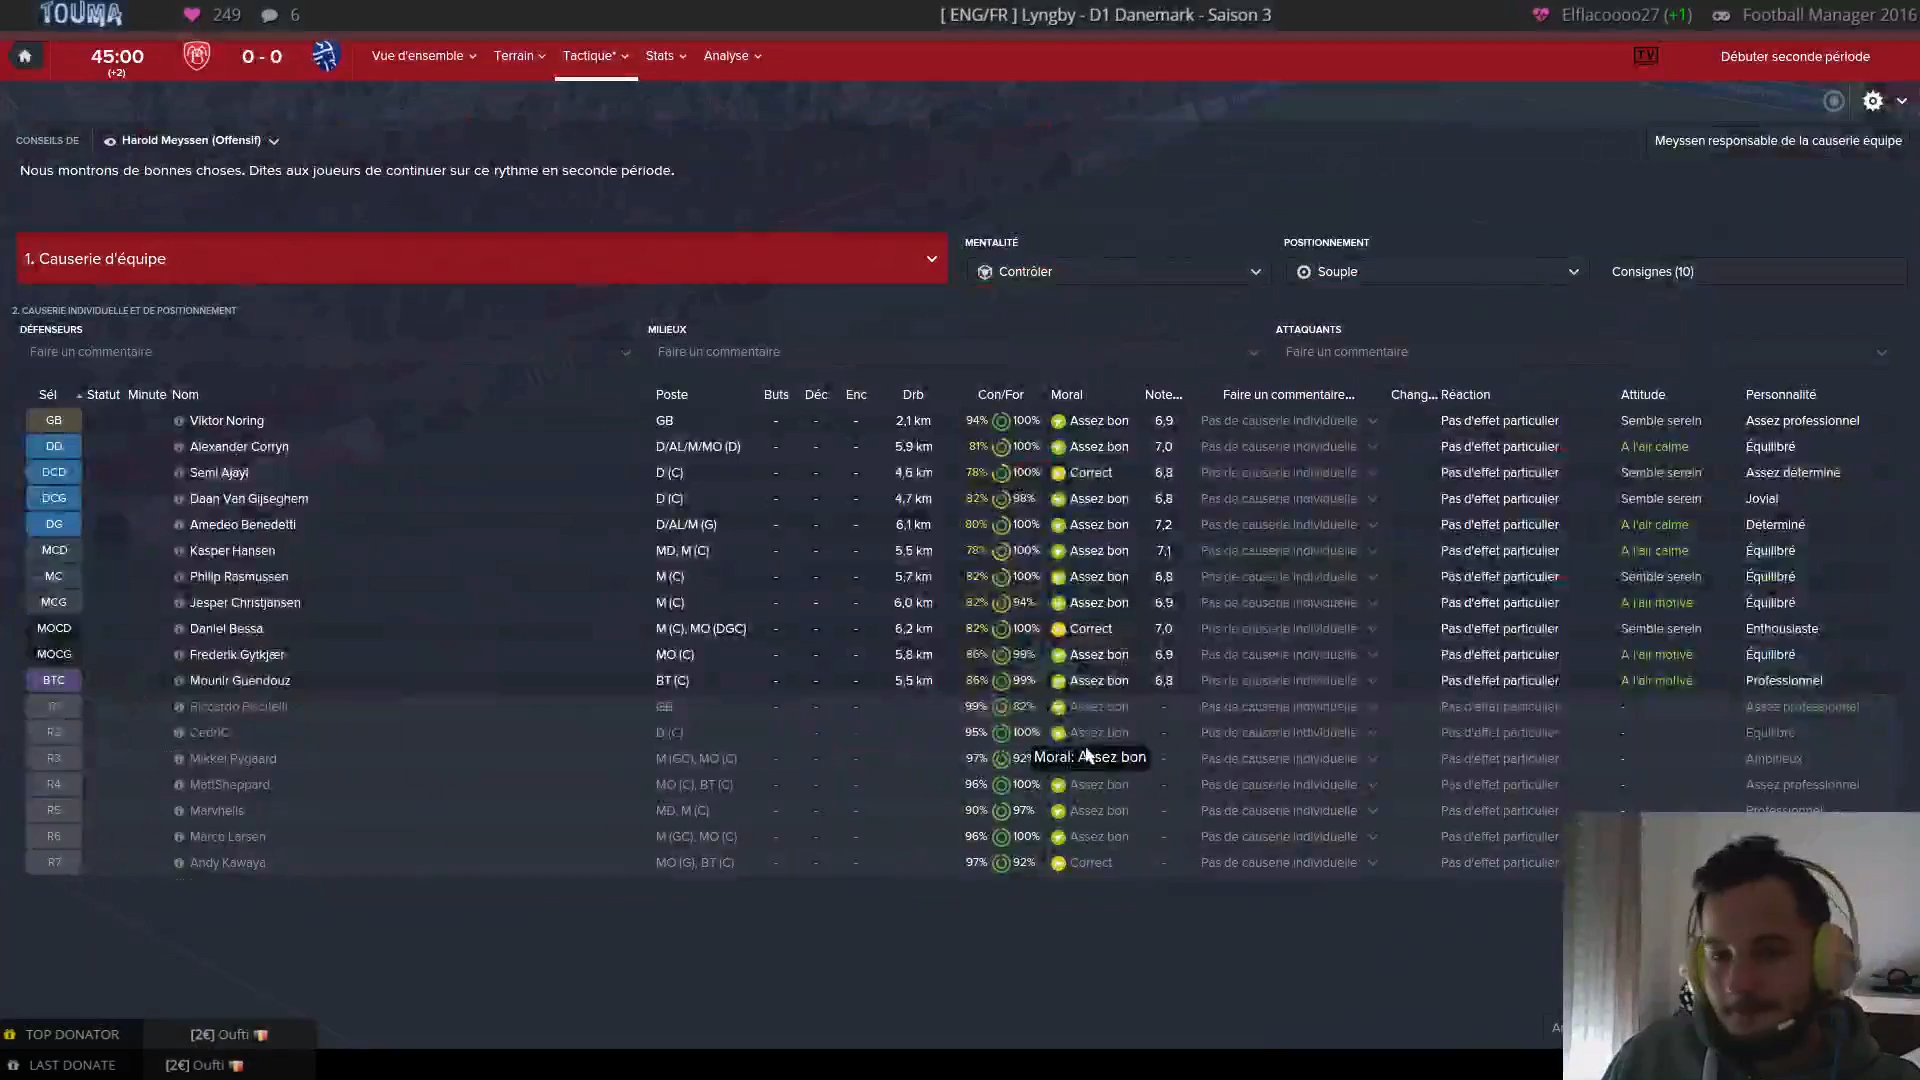 TOUMA 249 6 [ ENG/FR ] Lyngby - D1 Danemark - Saison 3 Elflacoooo27 (+1) Football Manager 2016
45:00 (+2) 0 - 0 Vue d'ensemble Terrain Tactique* Stats Analyse TV Débuter seconde période
CONSEILS DE Harold Meyssen (Offensif) Meyssen responsable de la causerie équipe
Nous montrons de bonnes choses. Dites aux joueurs de continuer sur ce rythme en seconde période.
MENTALITÉ POSITIONNEMENT
1. Causerie d'équipe Contrôler Souple Consignes (10)
2. CAUSERIE INDIVIDUELLE ET DE POSITIONNEMENT
DÉFENSEURS MILIEUX ATTAQUANTS
Faire un commentaire Faire un commentaire Faire un commentaire
Sél Statut Minute Nom Poste Buts Déc Enc Drb Con/For Moral Note... Faire un commentaire... Chang... Réaction Attitude Personnalité
GB Viktor Noring GB - - - 2,1 km 94% 100% Assez bon 6,9 Pas de causerie individuelle Pas d'effet particulier Semble serein Assez professionnel
DD Alexander Corryn D/AL/M/MO (D) - - - 5,9 km 81% 100% Assez bon 7,0 Pas de causerie individuelle Pas d'effet particulier A l'air calme Équilibré
DCD Semi Ajayi D (C) - - - 4,6 km 78% 100% Correct 6,8 Pas de causerie individuelle Pas d'effet particulier Semble serein Assez déterminé
DCG Daan Van Gijseghem D (C) - - - 4,7 km 82% 98% Assez bon 6,8 Pas de causerie individuelle Pas d'effet particulier Semble serein Jovial
DG Amedeo Benedetti D/AL/M (G) - - - 6,1 km 80% 100% Assez bon 7,2 Pas de causerie individuelle Pas d'effet particulier A l'air calme Déterminé
MCD Kasper Hansen MD, M (C) - - - 5,5 km 78% 100% Assez bon 7,1 Pas de causerie individuelle Pas d'effet particulier A l'air calme Équilibré
MC Philip Rasmussen M (C) - - - 5,7 km 82% 100% Assez bon 6,8 Pas de causerie individuelle Pas d'effet particulier Semble serein Équilibré
MCG Jesper Christjansen M (C) - - - 6,0 km 82% 94% Assez bon 6,9 Pas de causerie individuelle Pas d'effet particulier A l'air motivé Équilibré
MOCD Daniel Bessa M (C), MO (DGC) - - - 6,2 km 82% 100% Correct 7,0 Pas de causerie individuelle Pas d'effet particulier Semble serein Enthousiaste
MOCG Frederik Gytkjær MO (C) - - - 5,8 km 86% 98% Assez bon 6,9 Pas de causerie individuelle Pas d'effet particulier A l'air motivé Équilibré
BTC Mounir Guendouz BT (C) - - - 5,5 km 86% 99% Assez bon 6,8 Pas de causerie individuelle Pas d'effet particulier A l'air motivé Professionnel
R1 Riccardo Piscitelli GB - - - 99% 82% Assez bon - Pas de causerie individuelle Pas d'effet particulier - Assez professionnel
R2 CedriC D (C) - - - 95% 100% Assez bon - Pas de causerie individuelle Pas d'effet particulier - Équilibré
R3 Mikkel Rygaard M (GC), MO (C) - - - 97% 92% Moral: Assez bon - Pas de causerie individuelle Pas d'effet particulier - Ambitieux
R4 MattSheppard MO (C), BT (C) - - - 96% 100% Assez bon - Pas de causerie individuelle Pas d'effet particulier - Assez professionnel
R5 Marvhells MD, M (C) - - - 90% 97% Assez bon - Pas de causerie individuelle Pas d'effet particulier - Professionnel
R6 Marco Larsen M (GC), MO (C) - - - 96% 100% Assez bon - Pas de causerie individuelle Pas d'effet particulier
R7 Andy Kawaya MO (G), BT (C) - - - 97% 92% Correct - Pas de causerie individuelle Pas d'effet particulier
TOP DONATOR [2€] Oufti
LAST DONATE [2€] Oufti